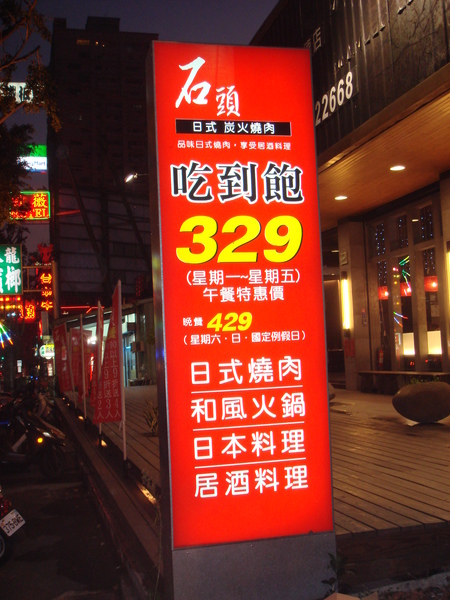 石頭
日式 炭火燒肉
品味日式燒肉，享受居酒料理
吃到飽
329
(星期一~星期五)
午餐特惠價
晚餐 429
(星期六．日．國定例假日)
日式燒肉
和風火鍋
日本料理
居酒料理
店
22668